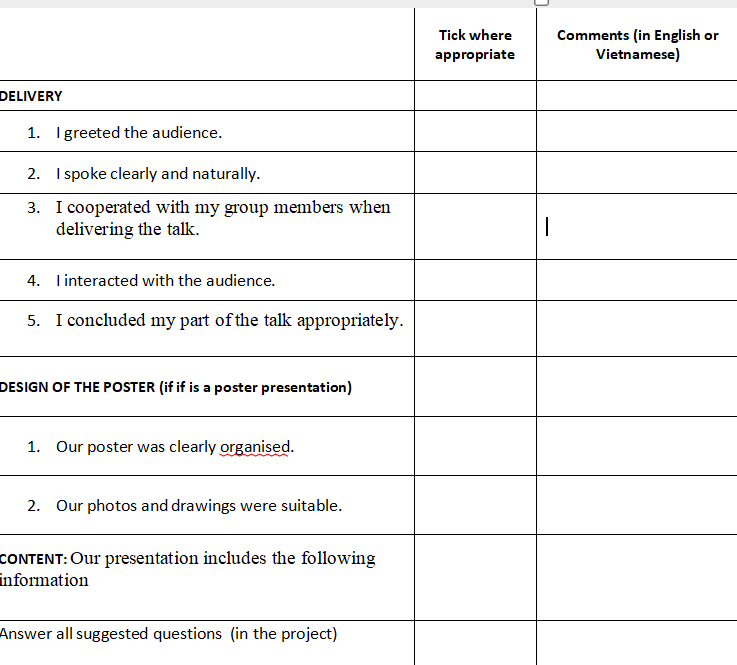 Tick where
appropriate
Comments (in English or
Vietnamese)
DELIVERY
1. I greeted the audience.
2. I spoke clearly and naturally.
3. I cooperated with my group members when
delivering the talk.
4. I interacted with the audience.
5. I concluded my part of the talk appropriately.
DESIGN OF THE POSTER (if if is a poster presentation)
1. Our poster was clearly organised.
2. Our photos and drawings were suitable.
CONTENT: Our presentation includes the following
information
Answer all suggested questions (in the project)